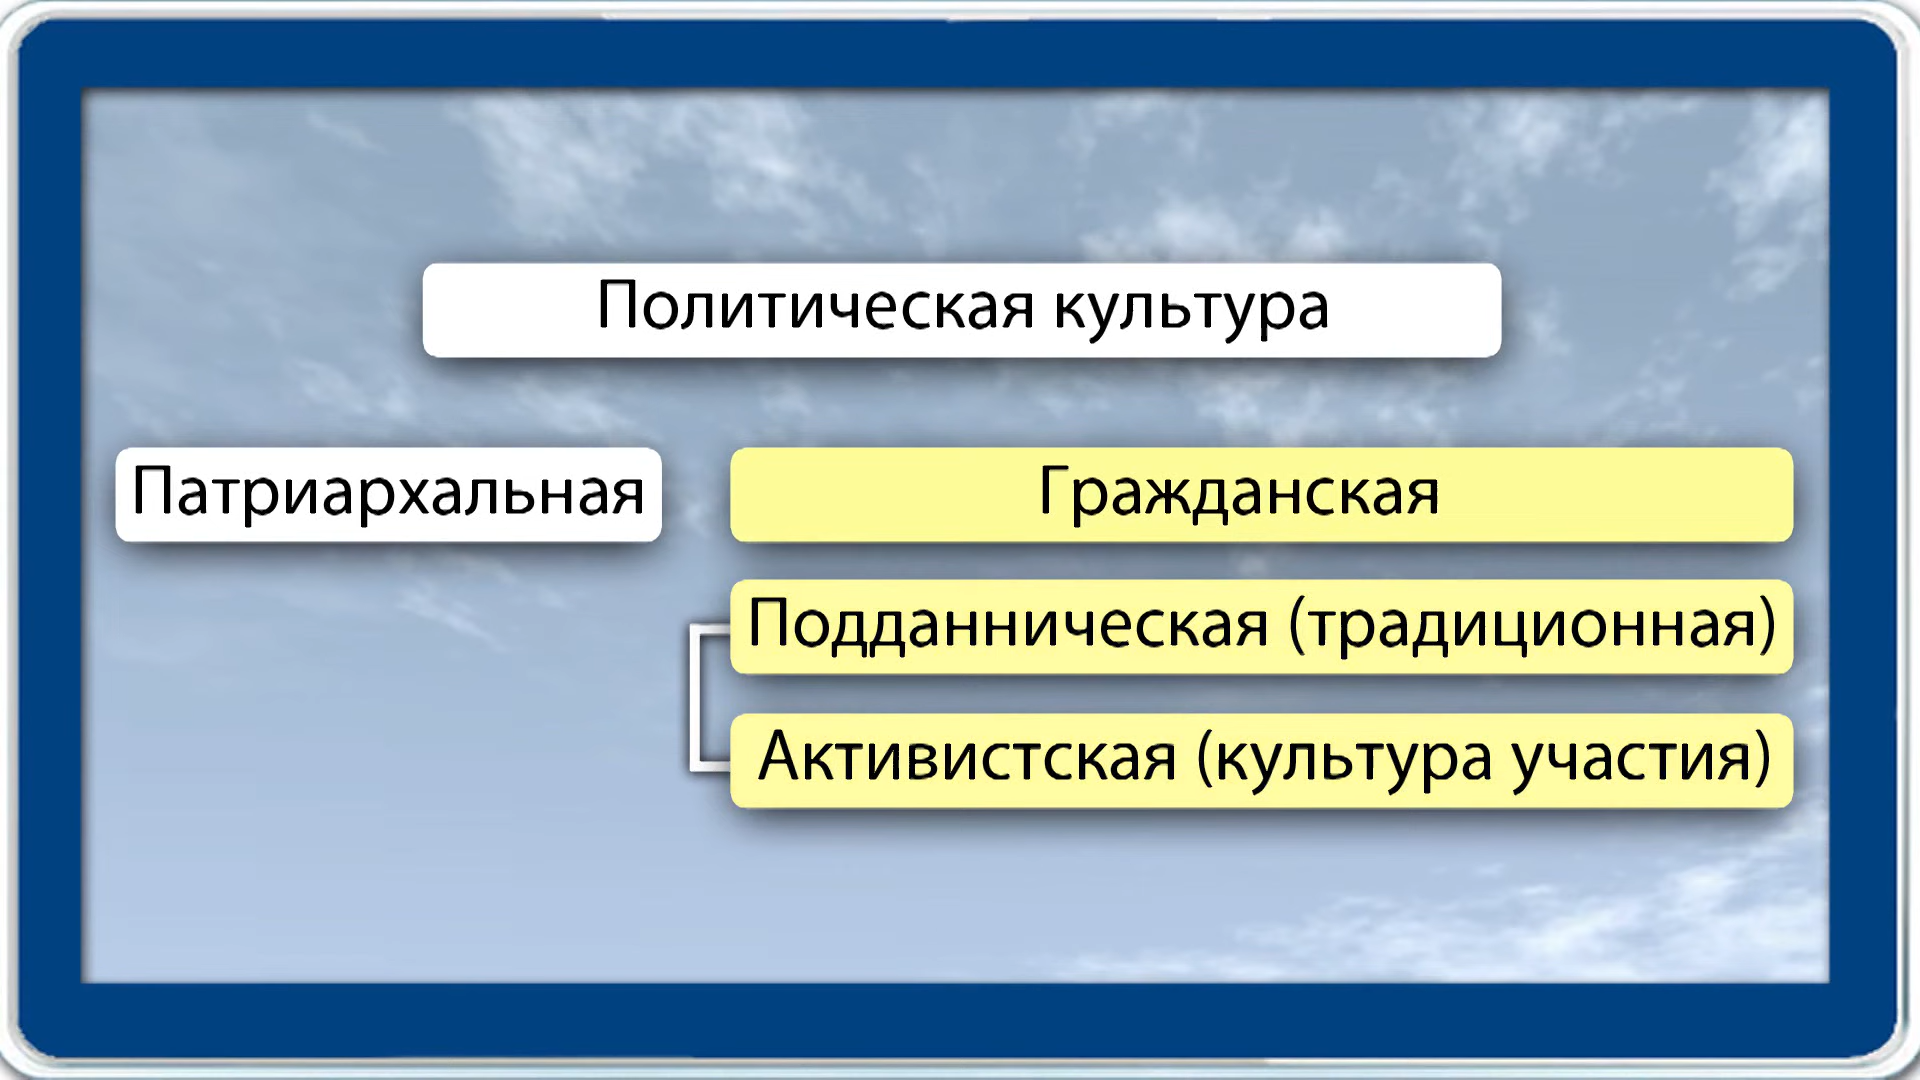 Политическая культура
Патриархальная
Гражданская
Подданническая (традиционная)
Активистская (культура участия)